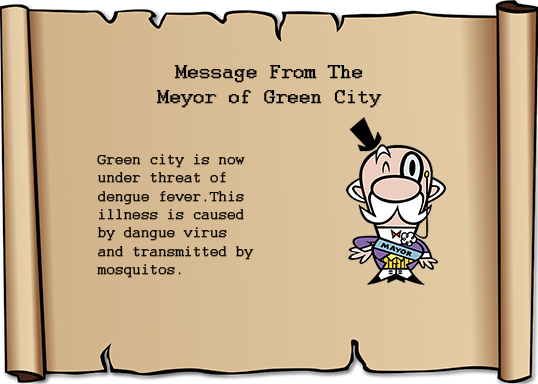 Message From The
Meyor of Green City
Green city is now
under threat of
dengue fever.This
illness is caused
by dangue virus
and transmitted by
mosquitos.
MAYOR